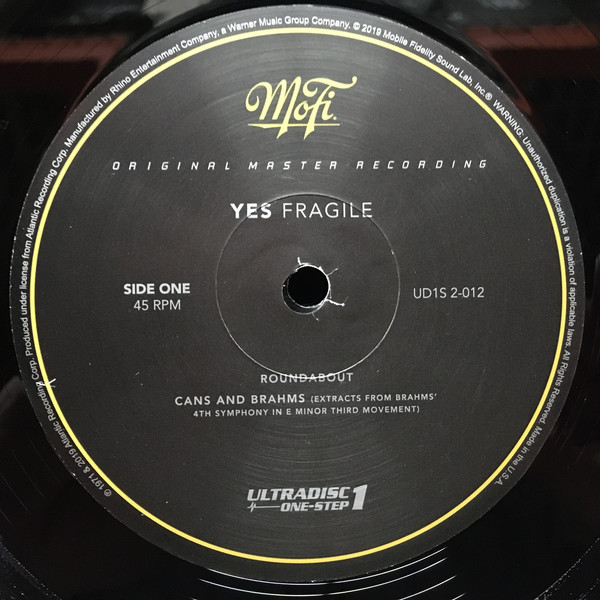 ℗ 1971 & 2019 Atlantic Recording Corp. Produced under license from Atlantic Recording Corp. Manufactured by Rhino Entertainment Company, a Warner Music Group Company. © 2019 Mobile Fidelity Sound Lab, Inc.® WARNING: Unauthorized duplication is a violation of applicable laws. All Rights Reserved. Made in the U.S.A.
MoFi
ORIGINAL MASTER RECORDING
YES FRAGILE
SIDE ONE
45 RPM
UD1S 2-012
ROUNDABOUT
CANS AND BRAHMS (EXTRACTS FROM BRAHMS'
4TH SYMPHONY IN E MINOR THIRD MOVEMENT)
ULTRADISC
ONE-STEP 1